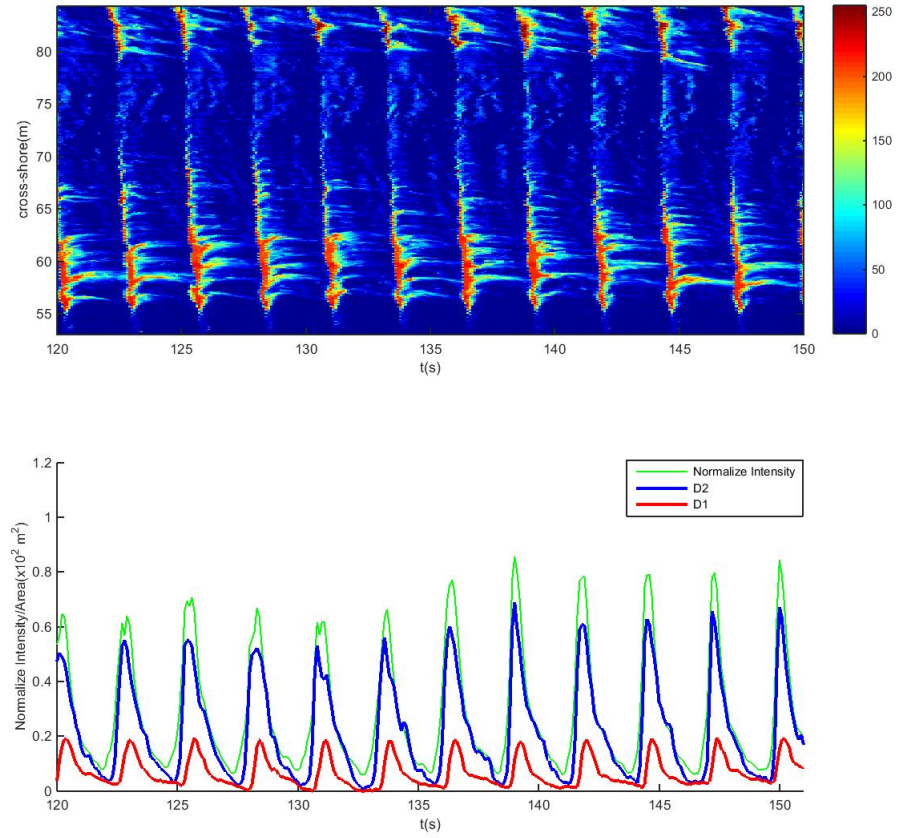 250
200
150
100
50
0
80
75
70
65
60
55
cross-shore(m)
120 125 130 135 140 145 150
t(s)
1.2
1
0.8
0.6
0.4
0.2
0
Normalize Intensity/Area(x10² m²)
Normalize Intensity
D2
D1
120 125 130 135 140 145 150
t(s)